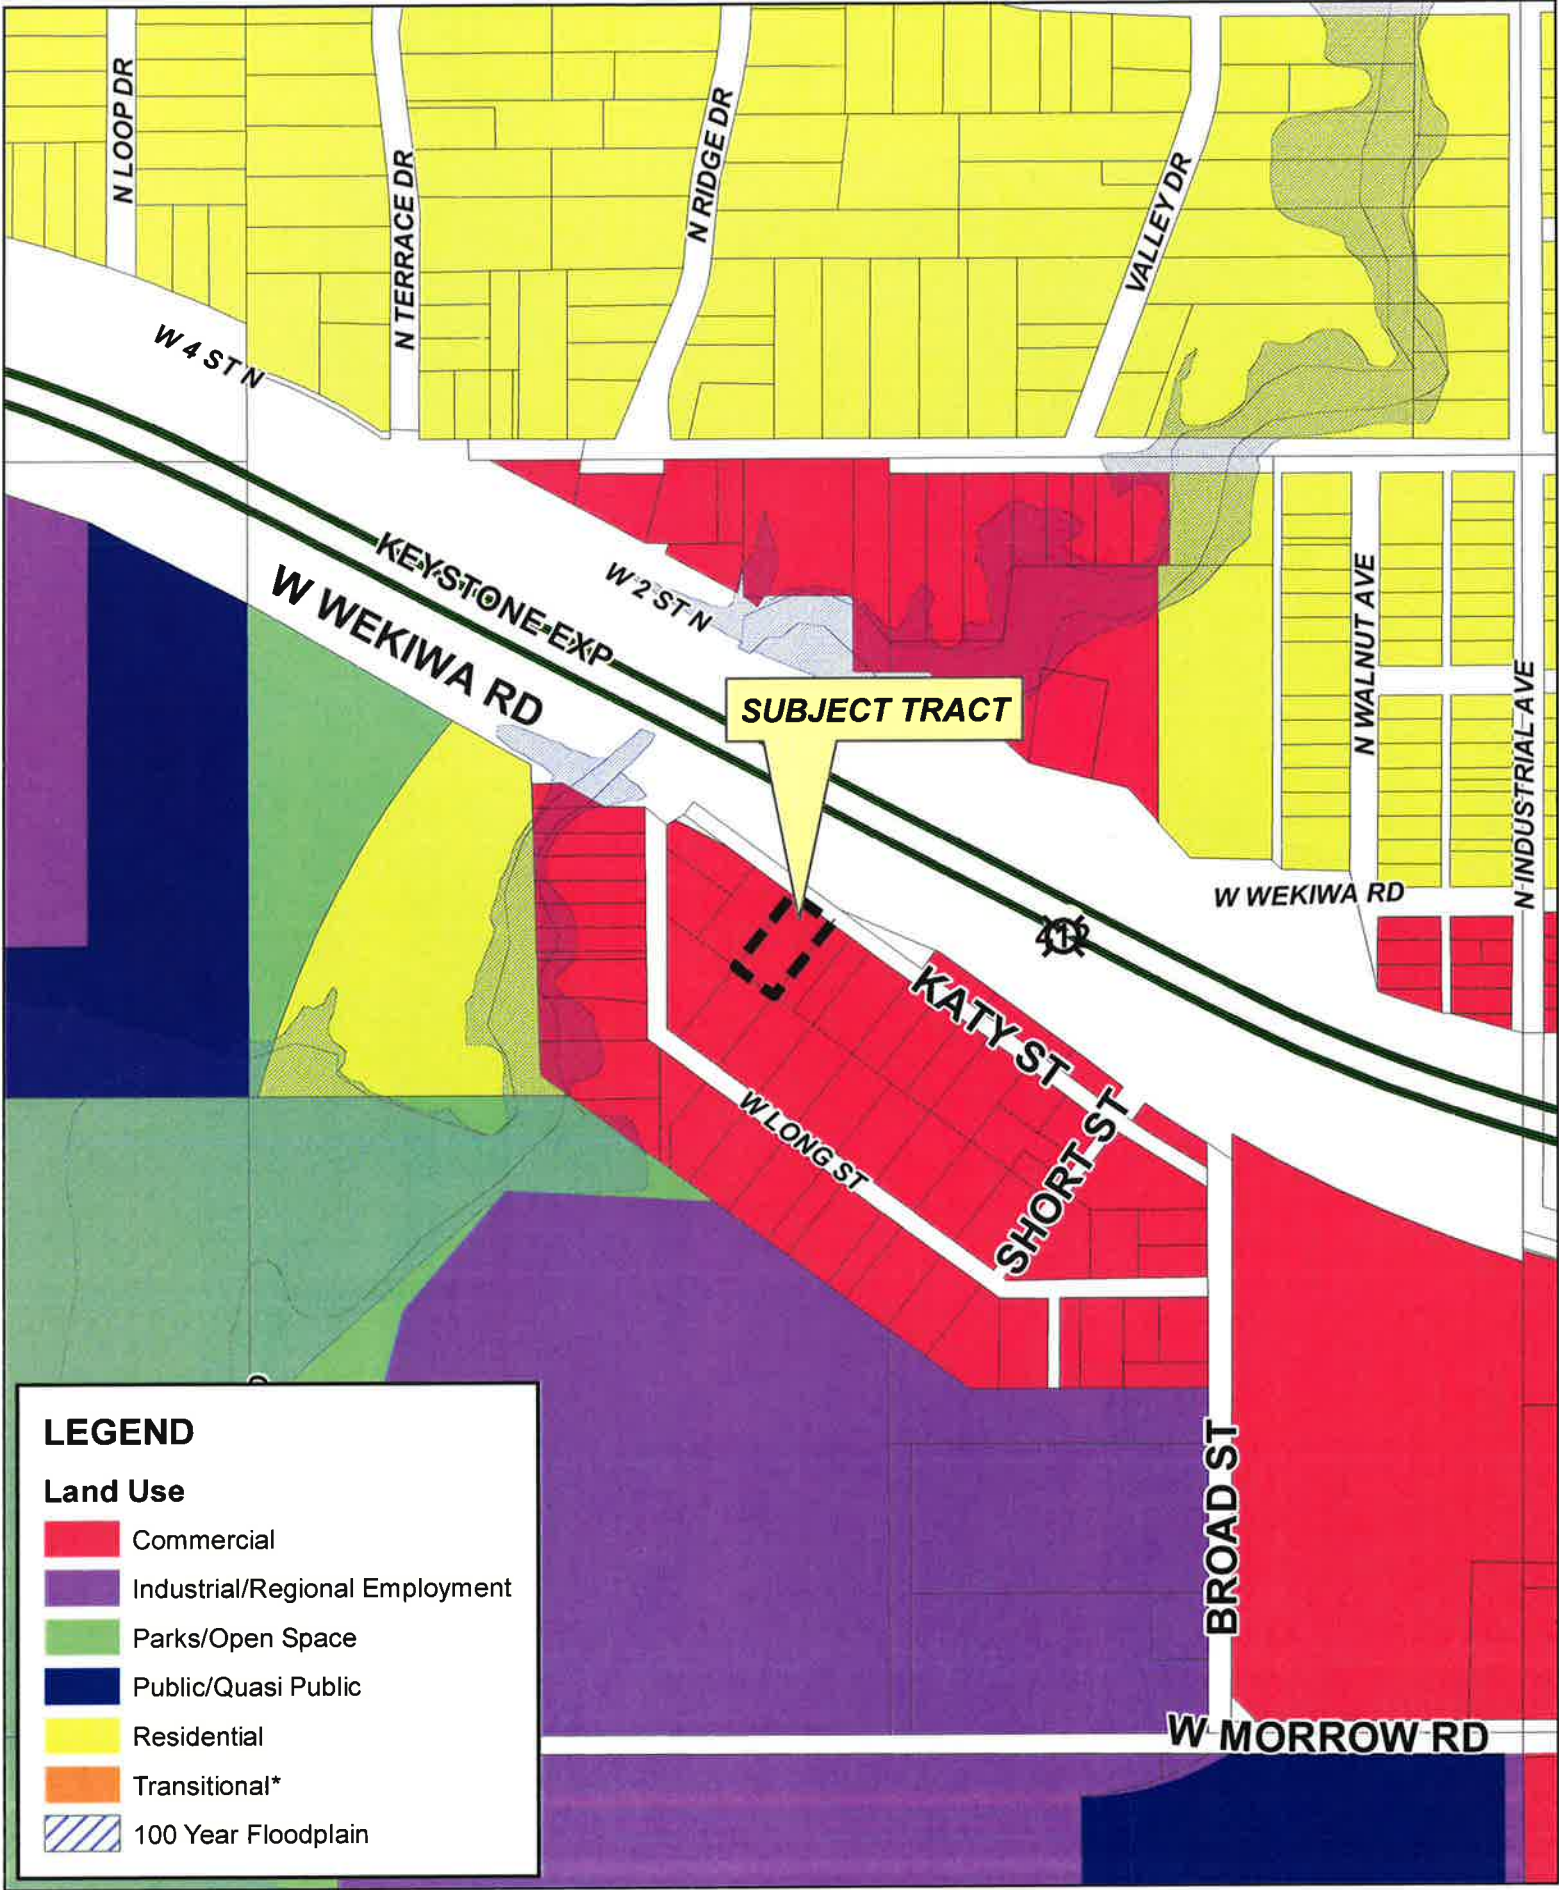 N LOOP DR
N TERRACE DR
N RIDGE DR
VALLEY DR
W 4 ST N
KEYSTONE EXP
W WEKIWA RD
W 2 ST N
SUBJECT TRACT
N WALNUT AVE
N INDUSTRIAL AVE
W WEKIWA RD
412
KATY ST
SHORT ST
W LONG ST
BROAD ST
W MORROW RD
LEGEND
Land Use
Commercial
Industrial/Regional Employment
Parks/Open Space
Public/Quasi Public
Residential
Transitional*
100 Year Floodplain